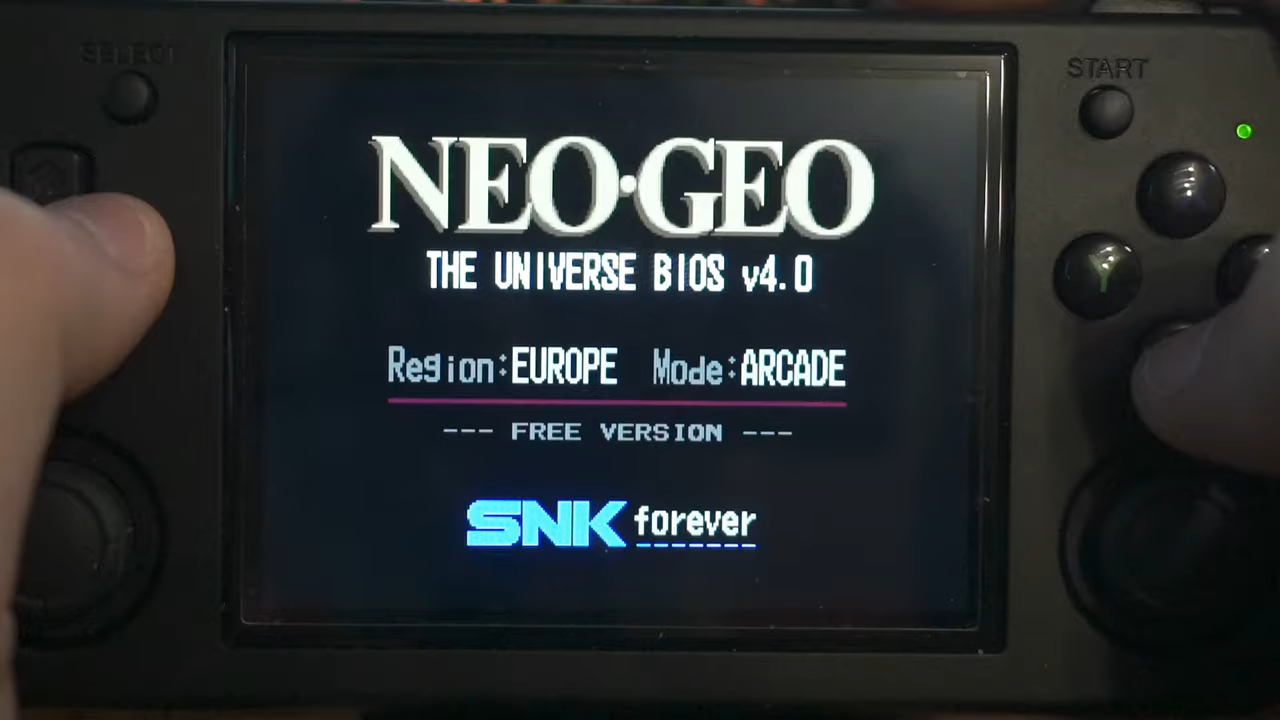 SELECT
START
NEO•GEO
THE UNIVERSE BIOS v4.0
Y
Region:EUROPE Mode:ARCADE
--- FREE VERSION ---
SNK forever